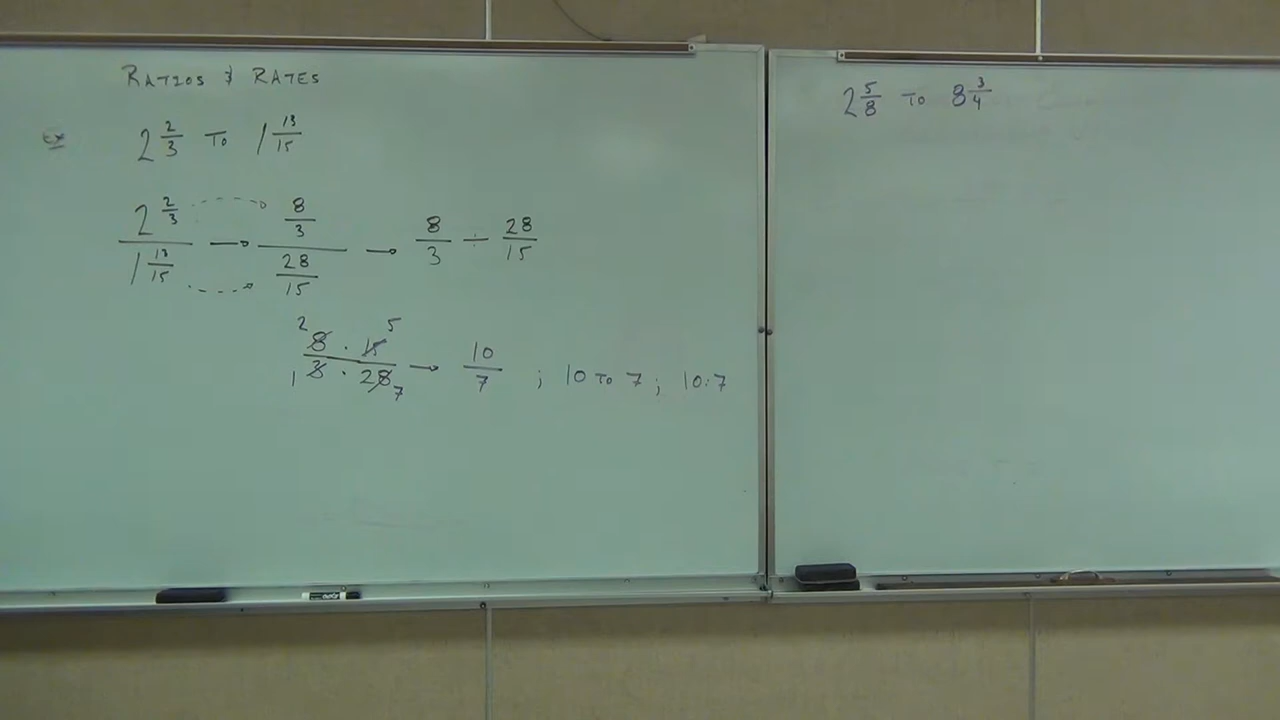 RATIOS & RATES
Ex 2 2/3 TO 1 13/15
2 2/3 / 1 13/15 → 8/3 / 28/15 → 8/3 ÷ 28/15
2 8 · 15 5 / 1 3 · 28 7 → 10/7 ; 10 TO 7 ; 10:7
2 5/8 TO 8 3/4